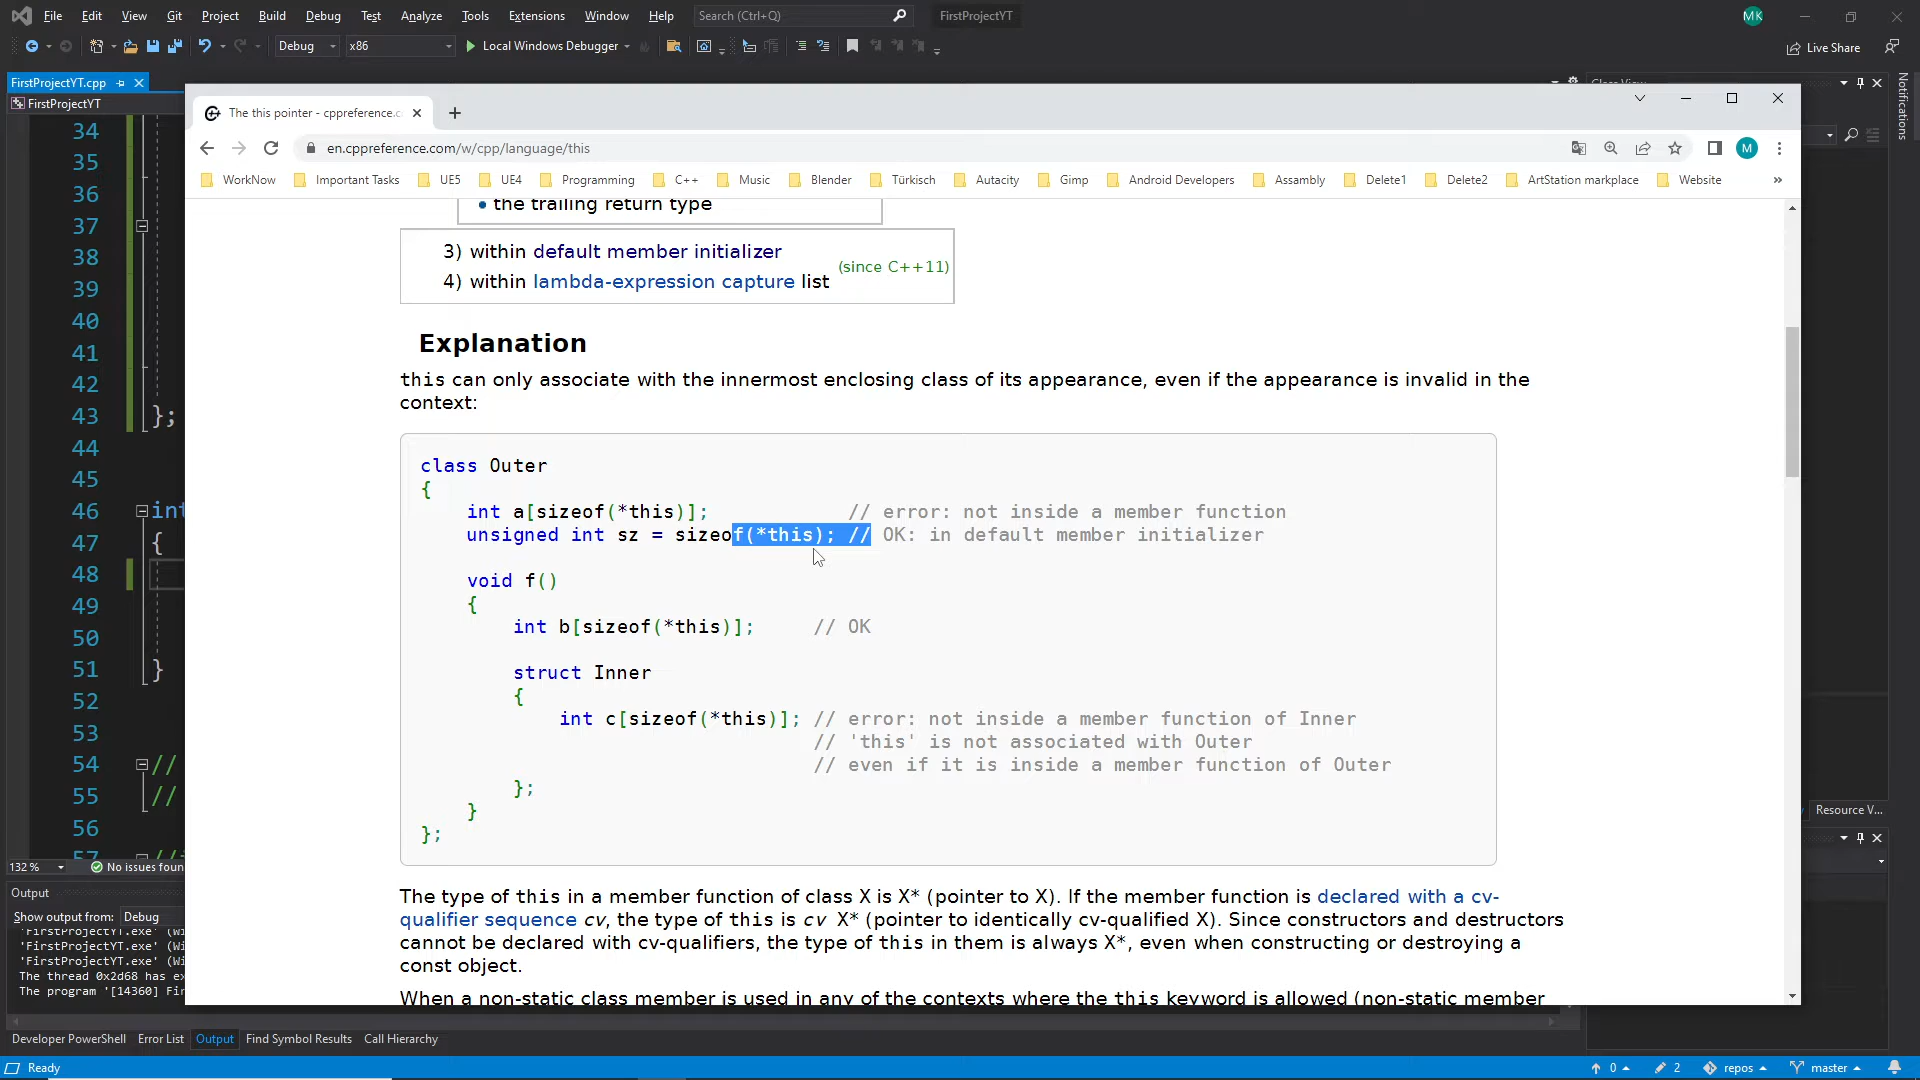 File Edit View Git Project Build Debug Test Analyze Tools Extensions Window Help Search (Ctrl+Q) FirstProjectYT MK
Debug x86 Local Windows Debugger Live Share
FirstProjectYT.cpp
FirstProjectYT
Notifications
The this pointer - cppreference.c
en.cppreference.com/w/cpp/language/this M
WorkNow Important Tasks UE5 UE4 Programming C++ Music Blender Türkisch Autacity Gimp Android Developers Assambly Delete1 Delete2 ArtStation markplace Website »
• the trailing return type
3) within default member initializer
4) within lambda-expression capture list
(since C++11)
Explanation
this can only associate with the innermost enclosing class of its appearance, even if the appearance is invalid in the
context:
class Outer
{
int a[sizeof(*this)]; // error: not inside a member function
unsigned int sz = sizeof(*this); // OK: in default member initializer
void f()
{
int b[sizeof(*this)]; // OK
struct Inner
{
int c[sizeof(*this)]; // error: not inside a member function of Inner
// 'this' is not associated with Outer
// even if it is inside a member function of Outer
};
}
};
The type of this in a member function of class X is X* (pointer to X). If the member function is declared with a cv-
qualifier sequence cv, the type of this is cv X* (pointer to identically cv-qualified X). Since constructors and destructors
cannot be declared with cv-qualifiers, the type of this in them is always X*, even when constructing or destroying a
const object.
When a non-static class member is used in any of the contexts where the this keyword is allowed (non-static member
34
35
36
37
38
39
40
41
42
43 };
44
45
46 int
47 {
48
49
50
51 }
52
53
54 //
55 //
56
57 //
132 % No issues foun
Output
Show output from: Debug
'FirstProjectYT.exe' (Wi
'FirstProjectYT.exe' (Wi
'FirstProjectYT.exe' (Wi
The thread 0x2d68 has ex
The program '[14360] Fir
Resource V...
Developer PowerShell Error List Output Find Symbol Results Call Hierarchy
Ready 0 2 repos master